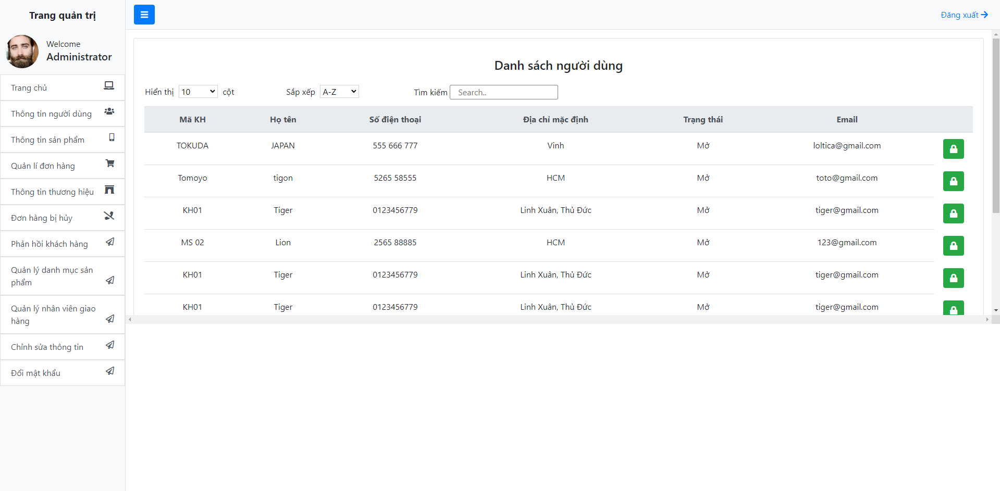 Trang quản trị
Đăng xuất
Welcome
Administrator
Trang chủ
Thông tin người dùng
Thông tin sản phẩm
Quản lí đơn hàng
Thông tin thương hiệu
Đơn hàng bị hủy
Phản hồi khách hàng
Quản lý danh mục sản
phẩm
Quản lý nhân viên giao
hàng
Chỉnh sửa thông tin
Đổi mật khẩu
Danh sách người dùng
Hiển thị 10 cột Sắp xếp A-Z Tìm kiếm Search..
Mã KH Họ tên Số điện thoại Địa chỉ mặc định Trạng thái Email
TOKUDA JAPAN 555 666 777 Vinh Mở loltica@gmail.com
Tomoyo tigon 5265 58555 HCM Mở toto@gmail.com
KH01 Tiger 0123456779 Linh Xuân, Thủ Đức Mở tiger@gmail.com
MS 02 Lion 2565 88885 HCM Mở 123@gmail.com
KH01 Tiger 0123456779 Linh Xuân, Thủ Đức Mở tiger@gmail.com
KH01 Tiger 0123456779 Linh Xuân, Thủ Đức Mở tiger@gmail.com